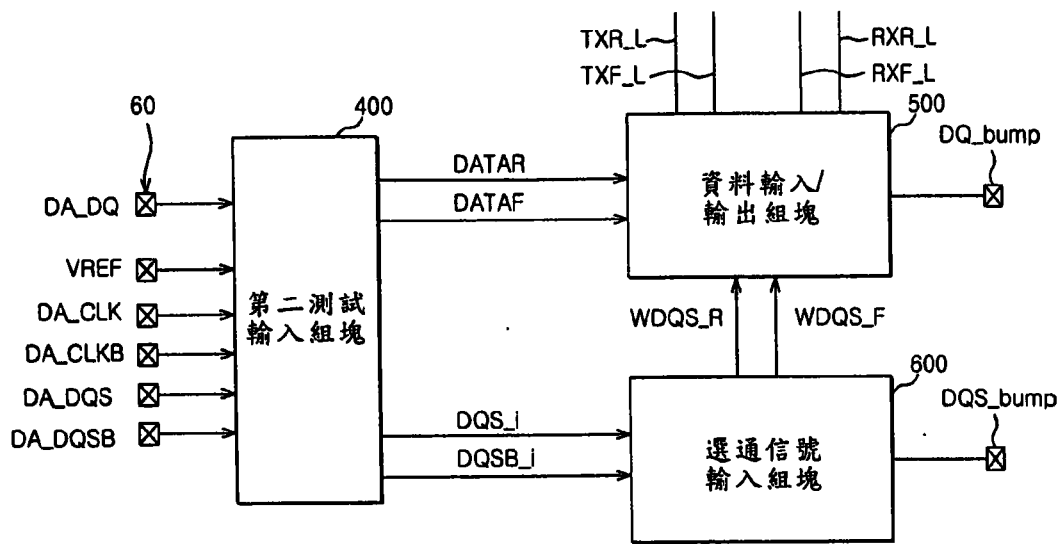 TXR_L
RXR_L
TXF_L
RXF_L
60
400
500
DQ_bump
DA_DQ
DATAR
DATAF
資料輸入/
輸出組塊
VREF
DA_CLK
DA_CLKB
DA_DQS
DA_DQSB
第二測試
輸入組塊
WDQS_R
WDQS_F
600
DQS_bump
DQS_i
DQSB_i
選通信號
輸入組塊